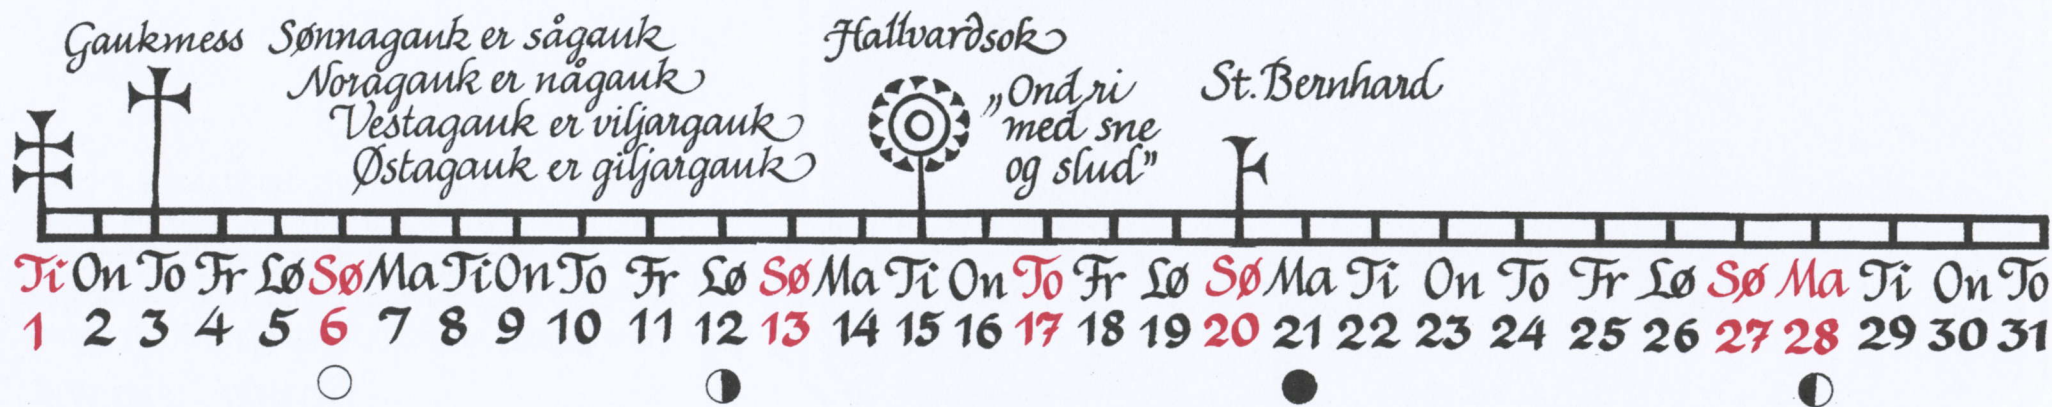 Gaukmess
Sønnagauk er sågauk
Noragauk er någauk
Vestagauk er viljargauk
Østagauk er giljargauk
Hallvardsok
„Ond ri
med sne
og slud”
St. Bernhard
Ti On To Fr Lø Sø Ma Ti On To Fr Lø Sø Ma Ti On To Fr Lø Sø Ma Ti On To Fr Lø Sø Ma Ti On To
1 2 3 4 5 6 7 8 9 10 11 12 13 14 15 16 17 18 19 20 21 22 23 24 25 26 27 28 29 30 31